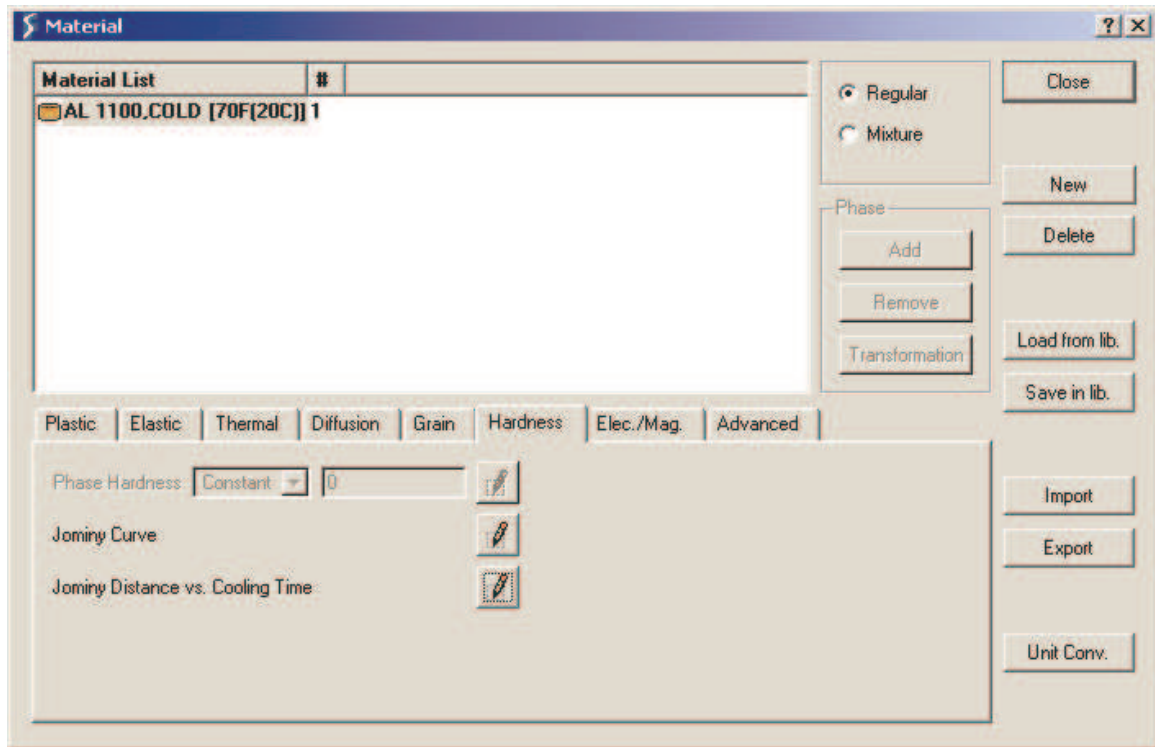 Material
Material List #
AL 1100,COLD [70F(20C)] 1
Regular
Mixture
Phase
Add
Remove
Transformation
Close
New
Delete
Load from lib.
Save in lib.
Import
Export
Unit Conv.
Plastic Elastic Thermal Diffusion Grain Hardness Elec./Mag. Advanced
Phase Hardness Constant 0
Jominy Curve
Jominy Distance vs. Cooling Time